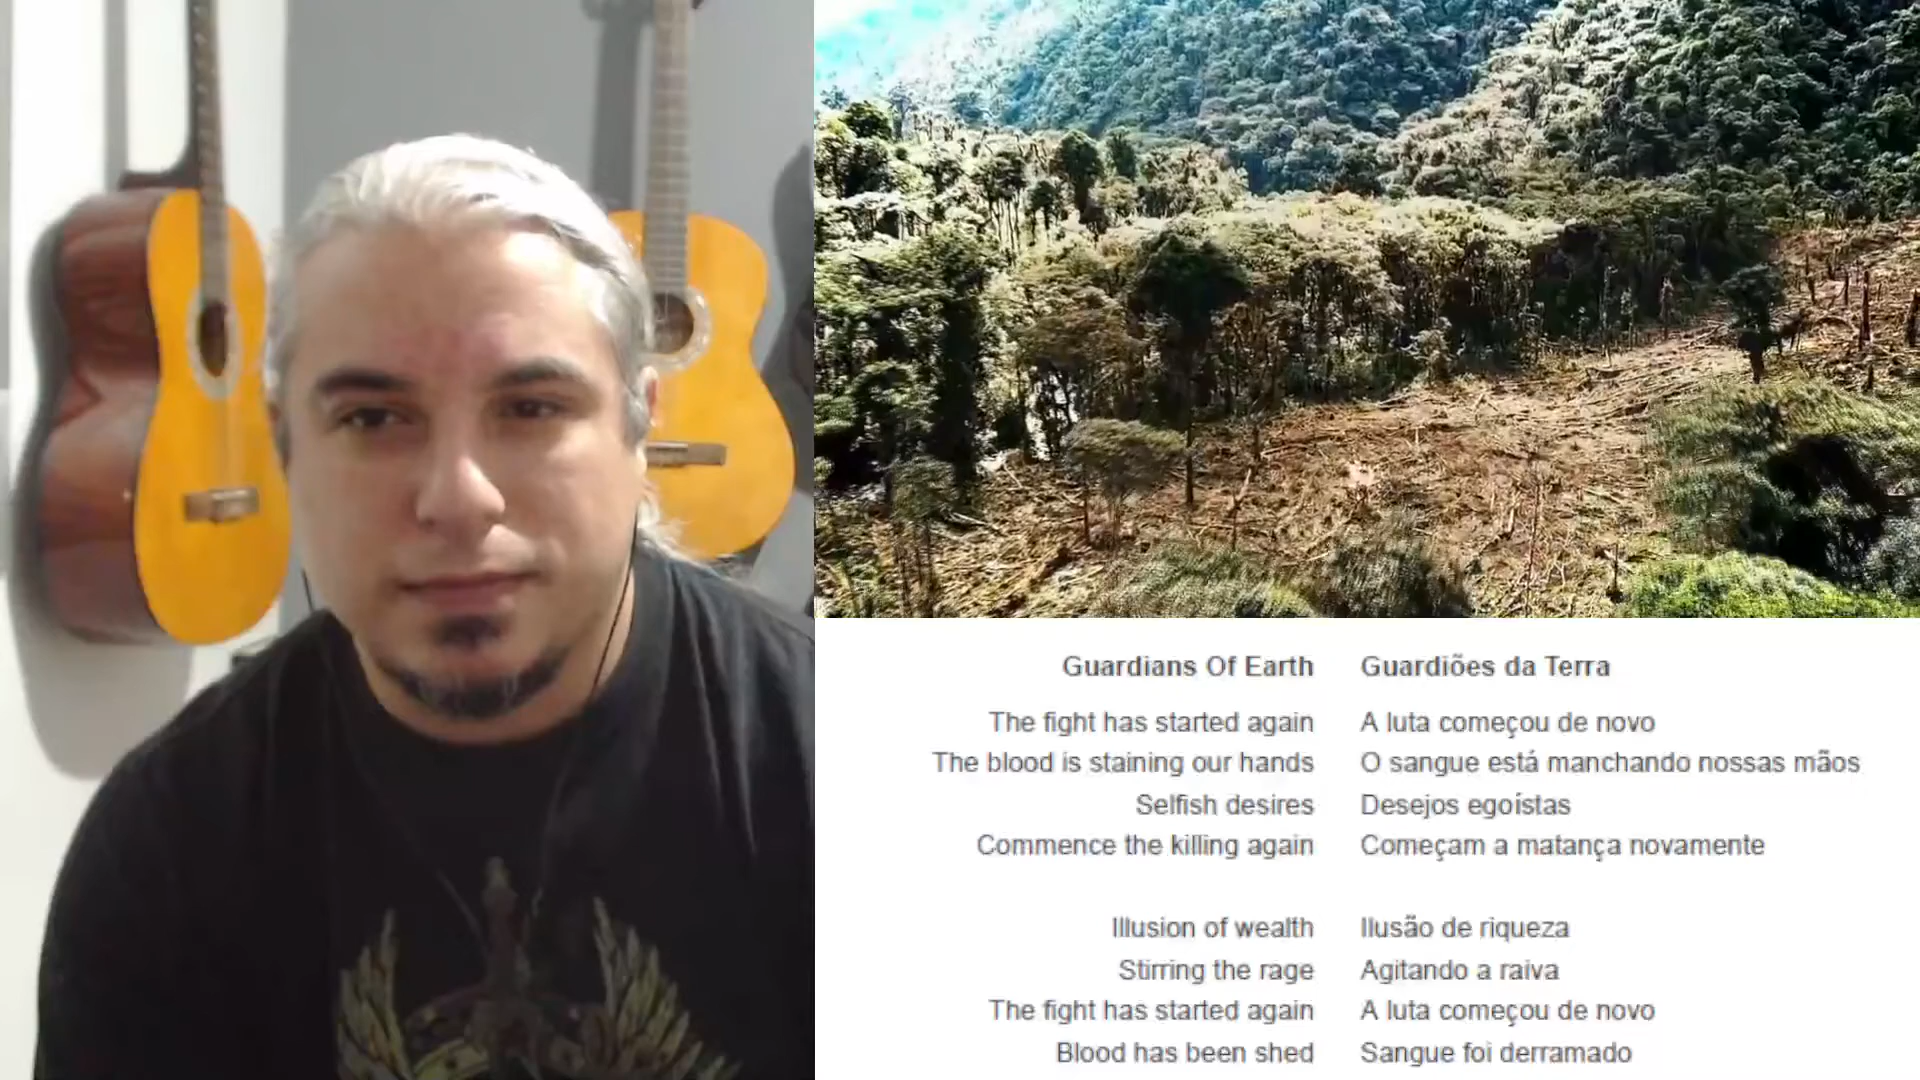 Guardians Of Earth Guardiões da Terra
The fight has started again A luta começou de novo
The blood is staining our hands O sangue está manchando nossas mãos
Selfish desires Desejos egoístas
Commence the killing again Começam a matança novamente
Illusion of wealth Ilusão de riqueza
Stirring the rage Agitando a raiva
The fight has started again A luta começou de novo
Blood has been shed Sangue foi derramado